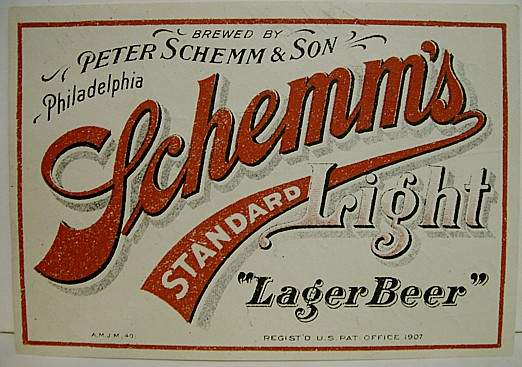 BREWED BY
PETER SCHEMM & SON
Philadelphia
Schemm's
STANDARD
Light
"Lager Beer"
A.M.J.M. 40.
REGIST'D U.S. PAT. OFFICE 1907